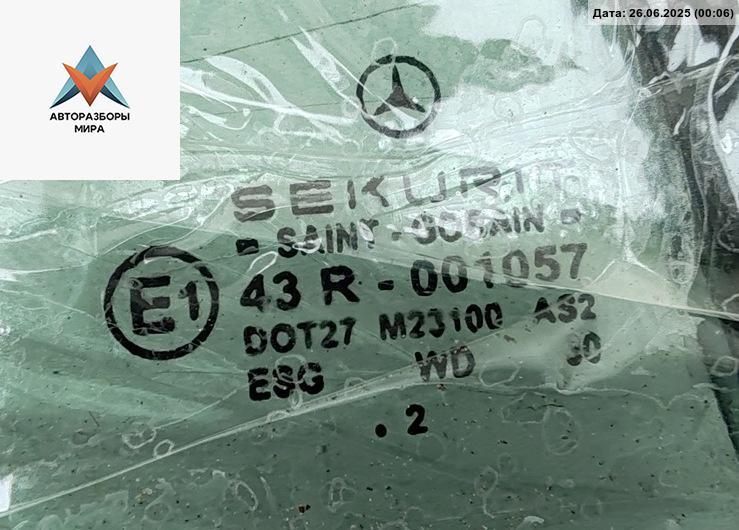 Дата: 26.06.2025 (00:06)
АВТОРАЗБОРЫ
МИРА
SEKURIT
- SAINT-GOBAIN -
E1
43 R - 001057
DOT27 M23100 AS2
ESG WD 30
. 2